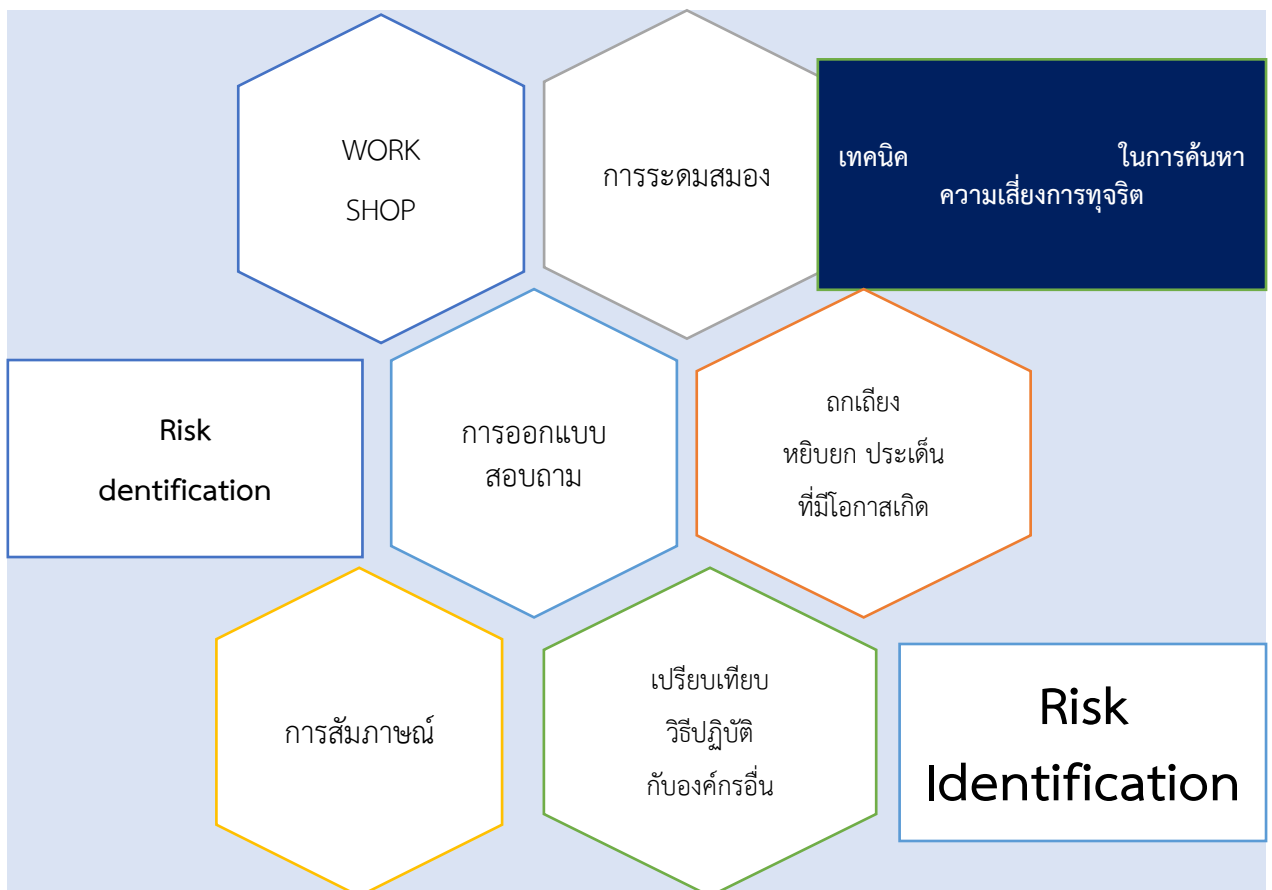 WORK
SHOP
การระดมสมอง
เทคนิค ในการค้นหา
ความเสี่ยงการทุจริต
Risk
dentification
การออกแบบ
สอบถาม
ถกเถียง
หยิบยก ประเด็น
ที่มีโอกาสเกิด
การสัมภาษณ์
เปรียบเทียบ
วิธีปฏิบัติ
กับองค์กรอื่น
Risk
Identification